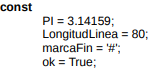 const
PI = 3.14159;
LongitudLinea = 80;
marcaFin = '#';
ok = True;